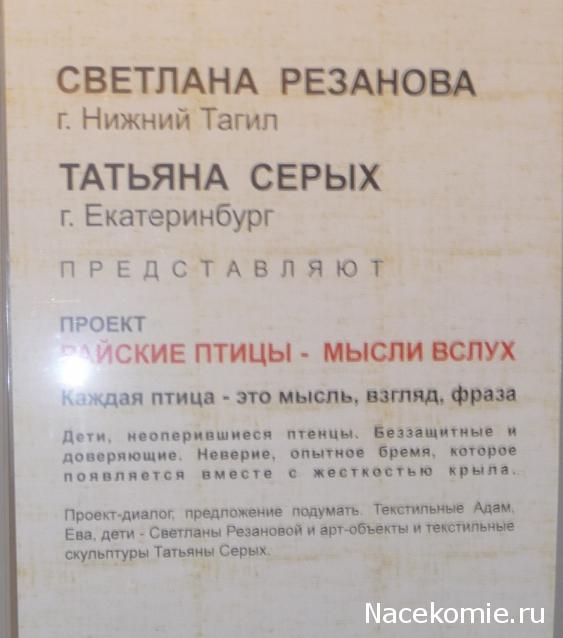 СВЕТЛАНА РЕЗАНОВА
г. Нижний Тагил
ТАТЬЯНА СЕРЫХ
г. Екатеринбург
ПРЕДСТАВЛЯЮТ
ПРОЕКТ
РАЙСКИЕ ПТИЦЫ - МЫСЛИ ВСЛУХ
Каждая птица - это мысль, взгляд, фраза
Дети, неоперившиеся птенцы. Беззащитные и
доверяющие. Неверие, опытное бремя, которое
появляется вместе с жесткостью крыла.
Проект-диалог, предложение подумать. Текстильные Адам,
Ева, дети - Светланы Резановой и арт-объекты и текстильные
скульптуры Татьяны Серых.
Nacekomie.ru